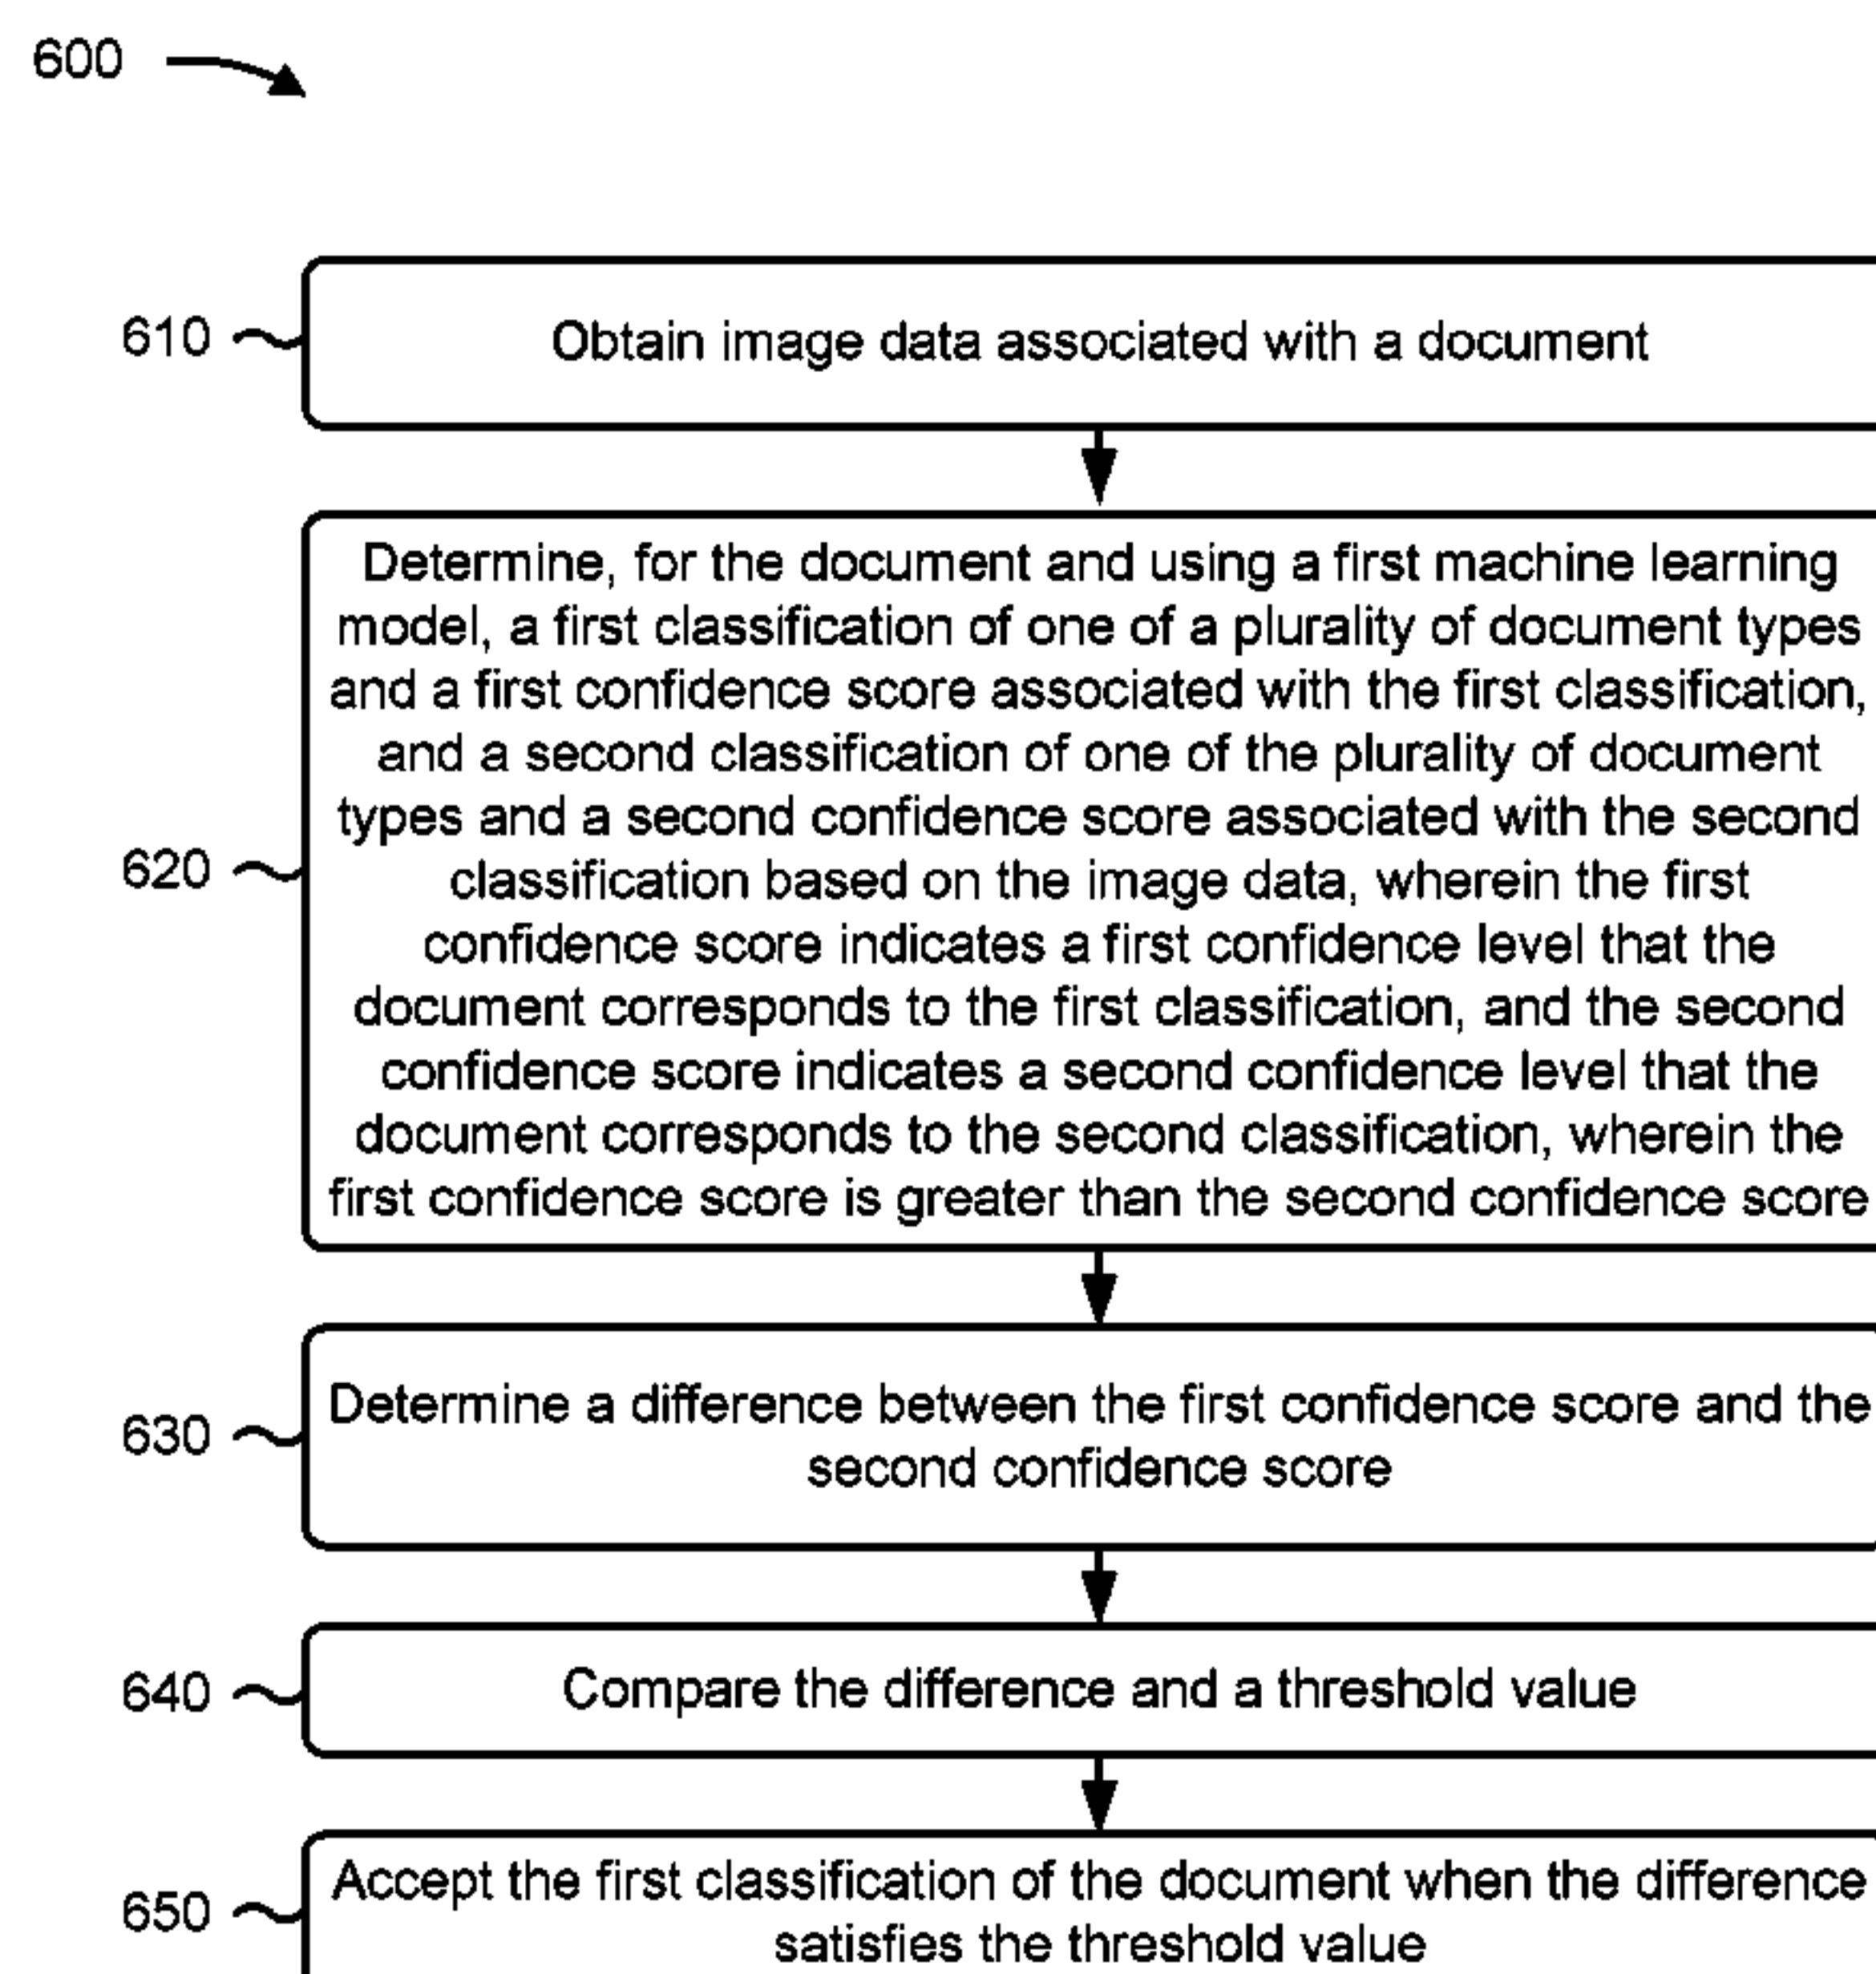 600
610
Obtain image data associated with a document
620
Determine, for the document and using a first machine learning
model, a first classification of one of a plurality of document types
and a first confidence score associated with the first classification,
and a second classification of one of the plurality of document
types and a second confidence score associated with the second
classification based on the image data, wherein the first
confidence score indicates a first confidence level that the
document corresponds to the first classification, and the second
confidence score indicates a second confidence level that the
document corresponds to the second classification, wherein the
first confidence score is greater than the second confidence score
630
Determine a difference between the first confidence score and the
second confidence score
640
Compare the difference and a threshold value
650
Accept the first classification of the document when the difference
satisfies the threshold value